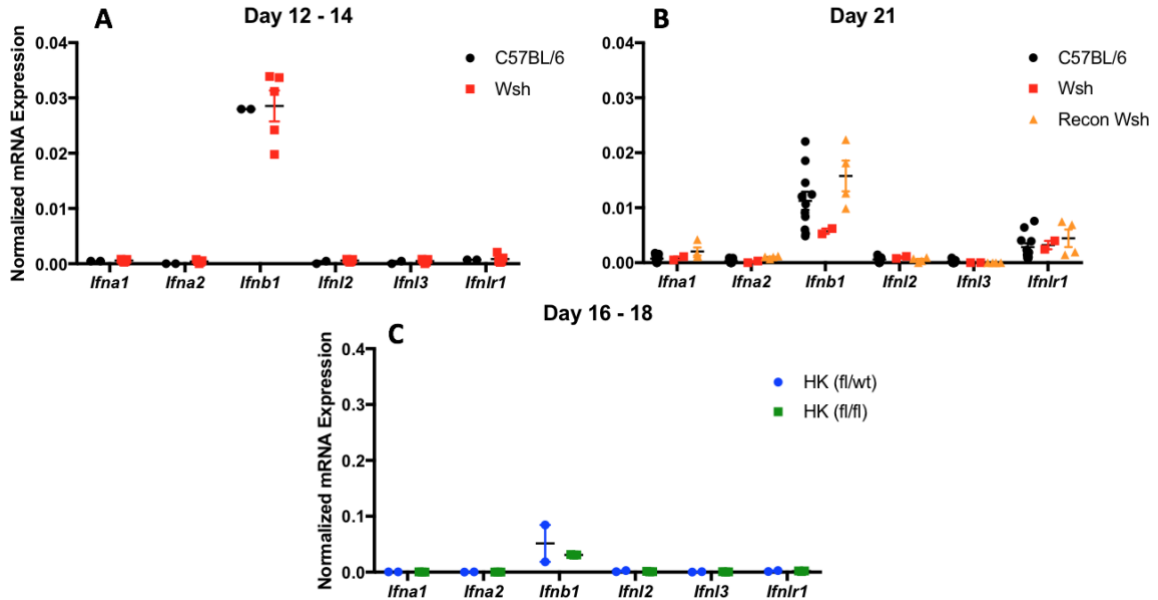 A
Day 12 - 14
Normalized mRNA Expression
0.04
0.03
0.02
0.01
0.00
C57BL/6
Wsh
Ifna1 Ifna2 Ifnb1 Ifnl2 Ifnl3 Ifnlr1
B
Day 21
0.04
0.03
0.02
0.01
0.00
C57BL/6
Wsh
Recon Wsh
Ifna1 Ifna2 Ifnb1 Ifnl2 Ifnl3 Ifnlr1
Day 16 - 18
C
Normalized mRNA Expression
0.4
0.3
0.2
0.1
0.0
HK (fl/wt)
HK (fl/fl)
Ifna1 Ifna2 Ifnb1 Ifnl2 Ifnl3 Ifnlr1